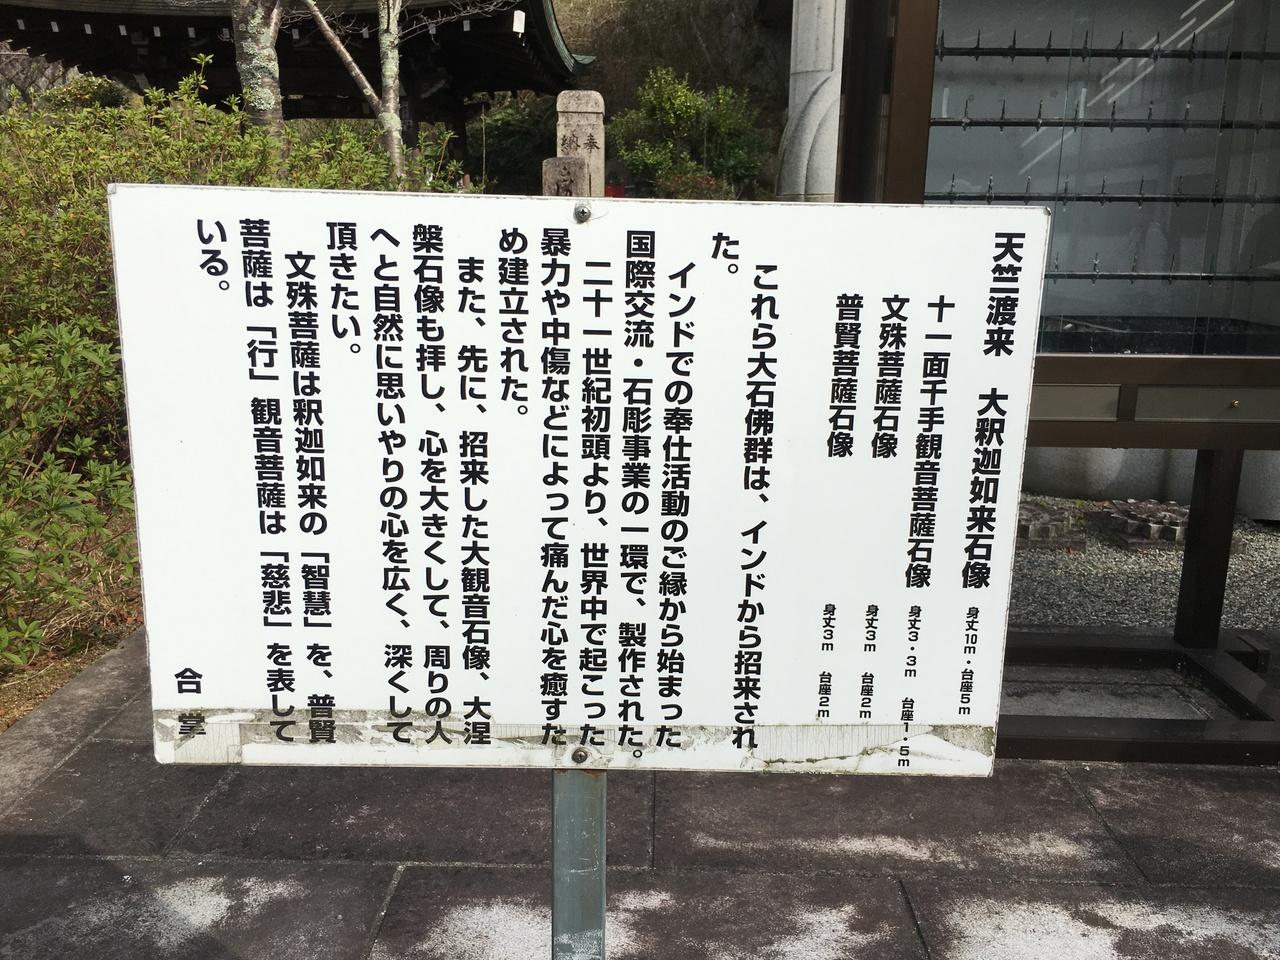 天竺渡来 大釈迦如来石像 身丈10m・台座5m
十一面千手観音菩薩石像 身丈3・3m 台座1・5m
文殊菩薩石像 身丈3m 台座2m
普賢菩薩石像 身丈3m 台座2m
これら大石佛群は、インドから招来され
た。
インドでの奉仕活動のご縁から始まった
国際交流・石彫事業の一環で、製作された。
二十一世紀初頭より、世界中で起こった
暴力や中傷などによって痛んだ心を癒すた
め建立された。
また、先に、招来した大観音石像、大涅
槃石像も拝し、心を大きくして、周りの人
へと自然に思いやりの心を広く、深くして
頂きたい。
文殊菩薩は釈迦如来の「智慧」を、普賢
菩薩は「行」観音菩薩は「慈悲」を表して
いる。
合掌
奉納